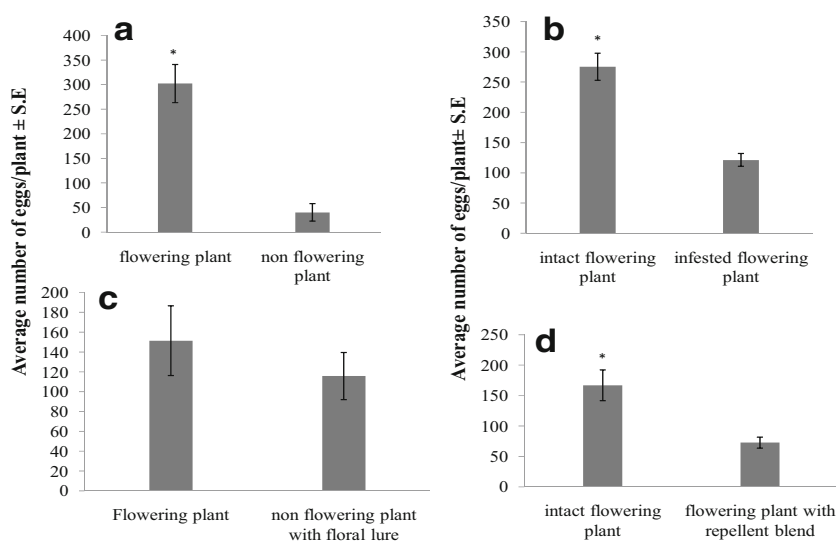 a
*
350
300
250
200
150
100
50
0
flowering plant
non flowering
plant
b
*
350
300
250
200
150
100
50
0
intact flowering
plant
infested flowering
plant
Average number of eggs/plant ± S.E
c
200
180
160
140
120
100
80
60
40
20
0
Flowering plant
non flowering plant
with floral lure
Average number of eggs/plant± S.E
d
*
200
150
100
50
0
intact flowering
plant
flowering plant with
repellent blend